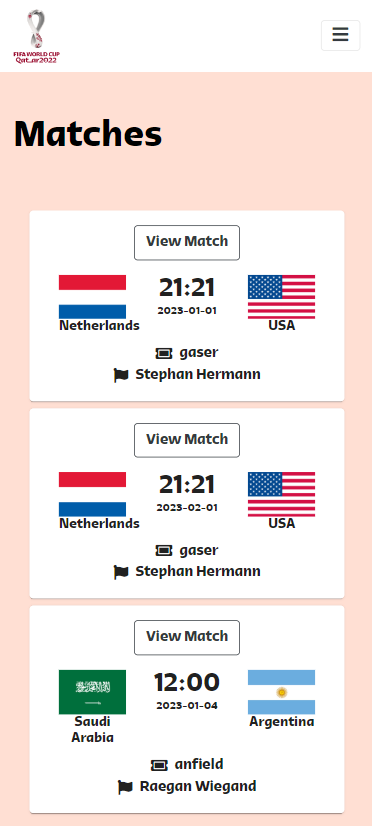 FIFA WORLD CUP
Qat_ar2022
Matches
View Match
21:21
2023-01-01
Netherlands
USA
gaser
Stephan Hermann
View Match
21:21
2023-02-01
Netherlands
USA
gaser
Stephan Hermann
View Match
12:00
2023-01-04
Saudi
Arabia
Argentina
anfield
Raegan Wiegand